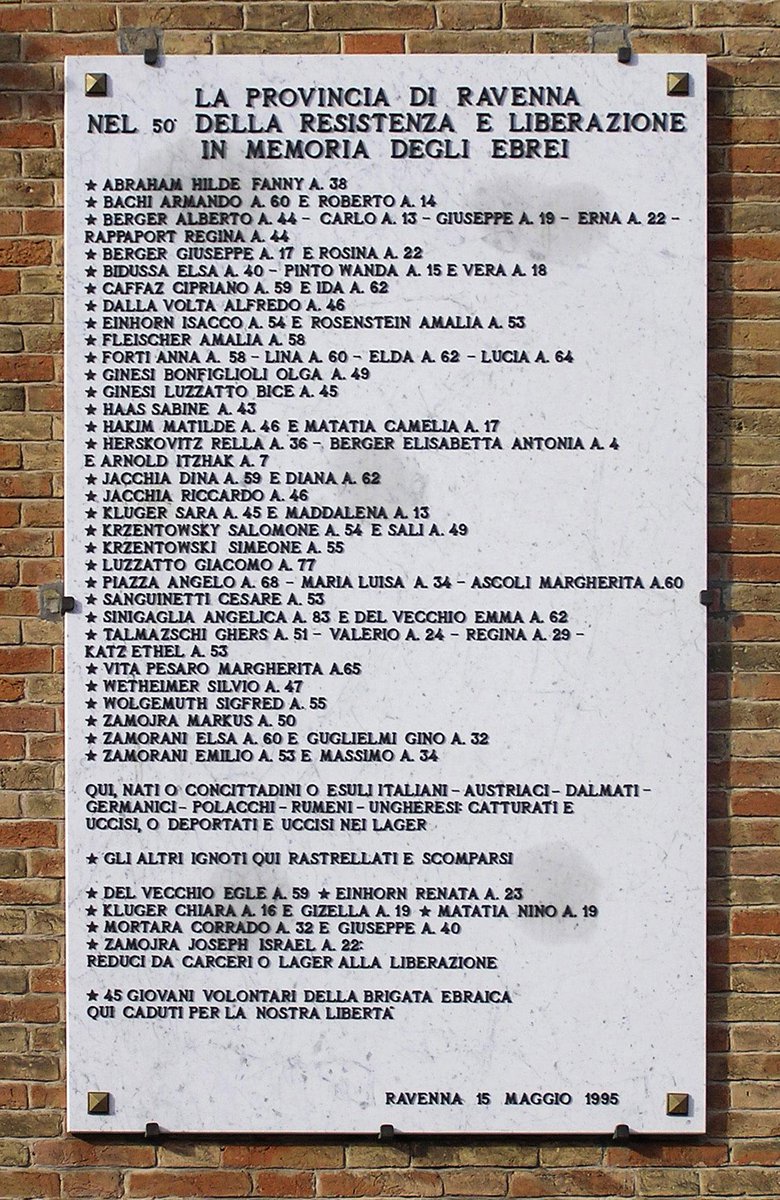 LA PROVINCIA DI RAVENNA
NEL 50° DELLA RESISTENZA E LIBERAZIONE
IN MEMORIA DEGLI EBREI
★ ABRAHAM HILDE FANNY A. 38
★ BACHI ARMANDO A. 60 E ROBERTO A. 14
★ BERGER ALBERTO A. 44 - CARLO A. 13 - GIUSEPPE A. 19 - ERNA A. 22 -
RAPPAPORT REGINA A. 44
★ BERGER GIUSEPPE A. 17 E ROSINA A. 22
★ BIDUSSA ELSA A. 40 - PINTO WANDA A. 15 E VERA A. 18
★ CAFFAZ CIPRIANO A. 59 E IDA A. 62
★ DALLA VOLTA ALFREDO A. 46
★ EINHORN ISACCO A. 54 E ROSENSTEIN AMALIA A. 53
★ FLEISCHER AMALIA A. 58
★ FORTI ANNA A. 58 - LINA A. 60 - ELDA A. 62 - LUCIA A. 64
★ GINESI BONFIGLIOLI OLGA A. 49
★ GINESI LUZZATTO BICE A. 45
★ HAAS SABINE A. 43
★ HAKIM MATILDE A. 46 E MATATIA CAMELIA A. 17
★ HERSKOVITZ RELLA A. 36 - BERGER ELISABETTA ANTONIA A. 4
E ARNOLD ITZHAK A. 7
★ JACCHIA DINA A. 59 E DIANA A. 62
★ JACCHIA RICCARDO A. 46
★ KLUGER SARA A. 45 E MADDALENA A. 13
★ KRZENTOWSKY SALOMONE A. 54 E SALI A. 49
★ KRZENTOWSKI SIMEONE A. 55
★ LUZZATTO GIACOMO A. 77
★ PIAZZA ANGELO A. 68 - MARIA LUISA A. 34 - ASCOLI MARGHERITA A.60
★ SANGUINETTI CESARE A. 53
★ SINIGAGLIA ANGELICA A. 83 E DEL VECCHIO EMMA A. 62
★ TALMAZSCHI GHERS A. 51 - VALERIO A. 24 - REGINA A. 29 -
KATZ ETHEL A. 53
★ VITA PESARO MARGHERITA A.65
★ WETHEIMER SILVIO A. 47
★ WOLGEMUTH SIGFRED A. 55
★ ZAMOJRA MARKUS A. 50
★ ZAMORANI ELSA A. 60 E GUGLIELMI GINO A. 32
★ ZAMORANI EMILIO A. 53 E MASSIMO A. 34
QUI, NATI O CONCITTADINI O ESULI ITALIANI - AUSTRIACI - DALMATI -
GERMANICI - POLACCHI - RUMENI - UNGHERESI: CATTURATI E
UCCISI, O DEPORTATI E UCCISI NEI LAGER
★ GLI ALTRI IGNOTI QUI RASTRELLATI E SCOMPARSI
★ DEL VECCHIO EGLE A. 59 ★ EINHORN RENATA A. 23
★ KLUGER CHIARA A. 16 E GIZELLA A. 19 ★ MATATIA NINO A. 19
★ MORTARA CORRADO A. 32 E GIUSEPPE A. 40
★ ZAMOJRA JOSEPH ISRAEL A. 22:
REDUCI DA CARCERI O LAGER ALLA LIBERAZIONE
★ 45 GIOVANI VOLONTARI DELLA BRIGATA EBRAICA
QUI CADUTI PER LA NOSTRA LIBERTA'
RAVENNA 15 MAGGIO 1995